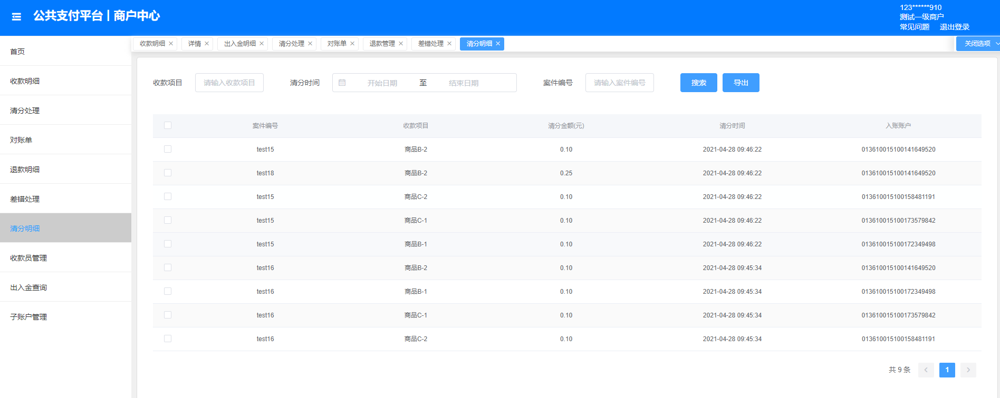 公共支付平台 | 商户中心
123******910
测试一级商户
常见问题 退出登录
收款明细 详情 出入金明细 清分处理 对账单 退款管理 差错处理 清分明细 关闭选项
首页
收款明细
清分处理
对账单
退款明细
差错处理
清分明细
收款员管理
出入金查询
子账户管理
收款项目 请输入收款项目 清分时间 开始日期 至 结束日期 案件编号 请输入案件编号 搜索 导出
案件编号 收款项目 清分金额(元) 清分时间 入账账户
test15 商品B-2 0.10 2021-04-28 09:46:22 013610015100141649520
test18 商品B-2 0.25 2021-04-28 09:46:22 013610015100141649520
test15 商品C-2 0.10 2021-04-28 09:46:22 013610015100158481191
test15 商品C-1 0.10 2021-04-28 09:46:22 013610015100173579842
test15 商品B-1 0.10 2021-04-28 09:46:22 013610015100172349498
test16 商品B-2 0.10 2021-04-28 09:45:34 013610015100141649520
test16 商品B-1 0.10 2021-04-28 09:45:34 013610015100172349498
test16 商品C-1 0.10 2021-04-28 09:45:34 013610015100173579842
test16 商品C-2 0.10 2021-04-28 09:45:34 013610015100158481191
共 9 条 1